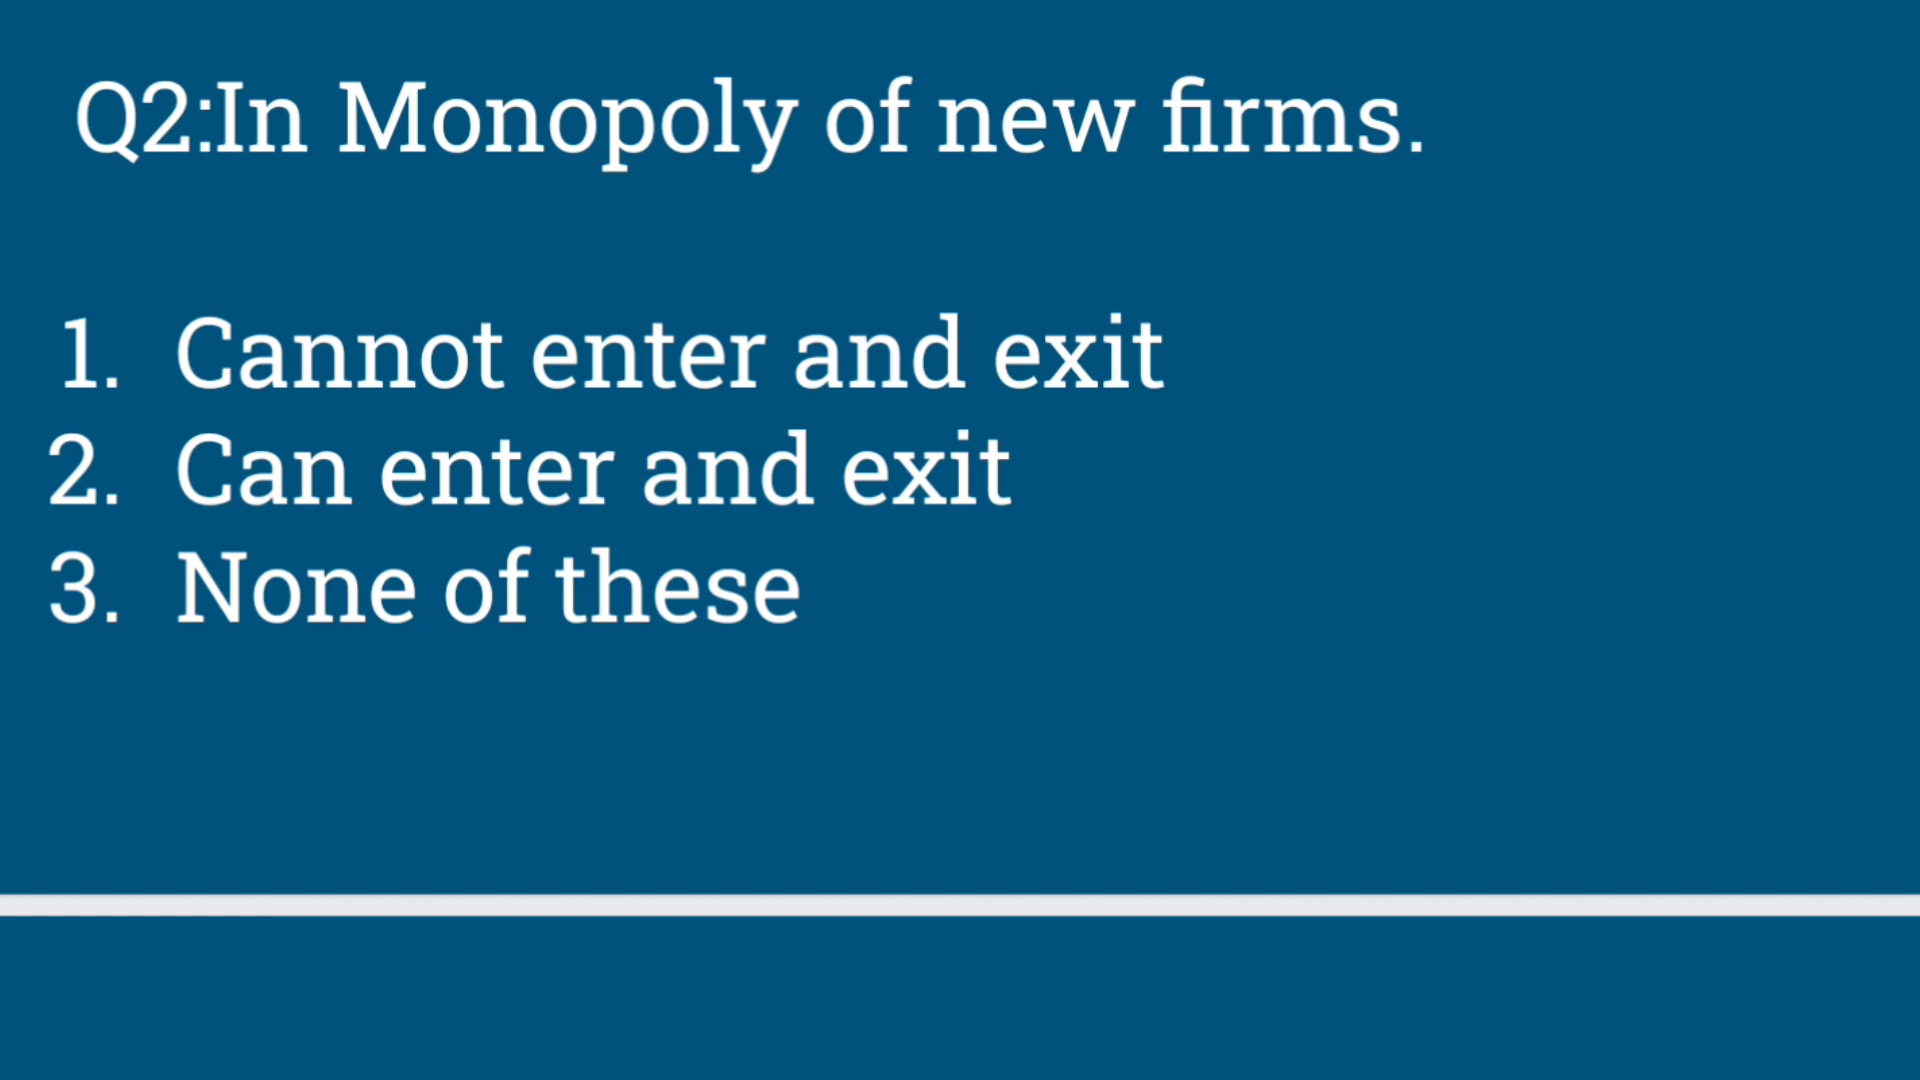 Q2:In Monopoly of new firms.
1. Cannot enter and exit
2. Can enter and exit
3. None of these